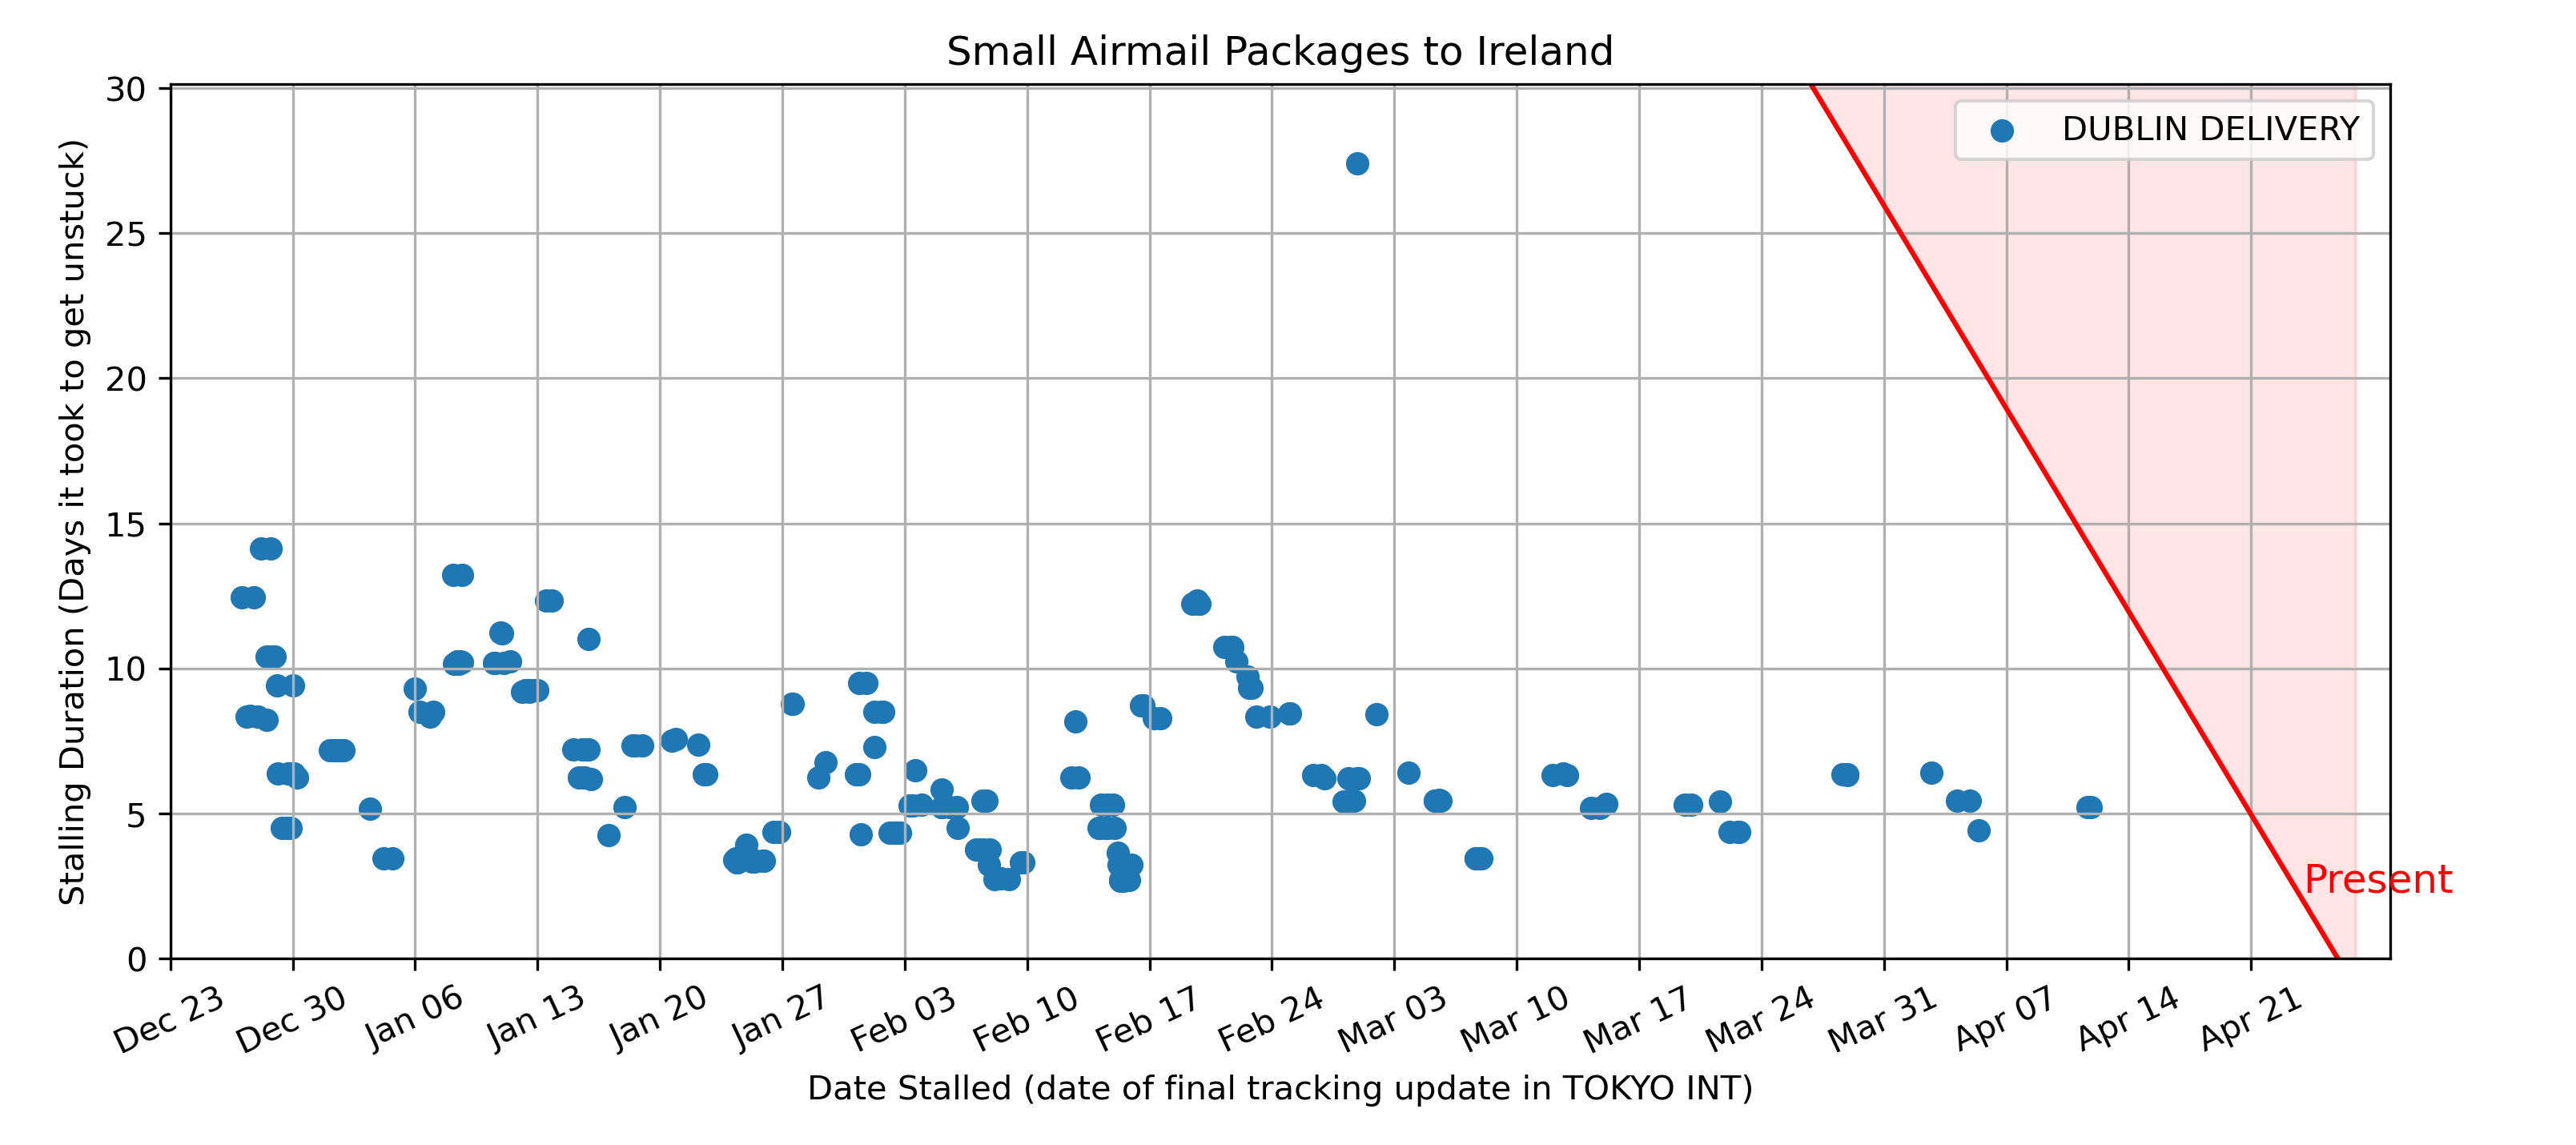 Small Airmail Packages to Ireland
DUBLIN DELIVERY
Stalling Duration (Days it took to get unstuck)
30
25
20
15
10
5
0
Present
Dec 23
Dec 30
Jan 06
Jan 13
Jan 20
Jan 27
Feb 03
Feb 10
Feb 17
Feb 24
Mar 03
Mar 10
Mar 17
Mar 24
Mar 31
Apr 07
Apr 14
Apr 21
Date Stalled (date of final tracking update in TOKYO INT)